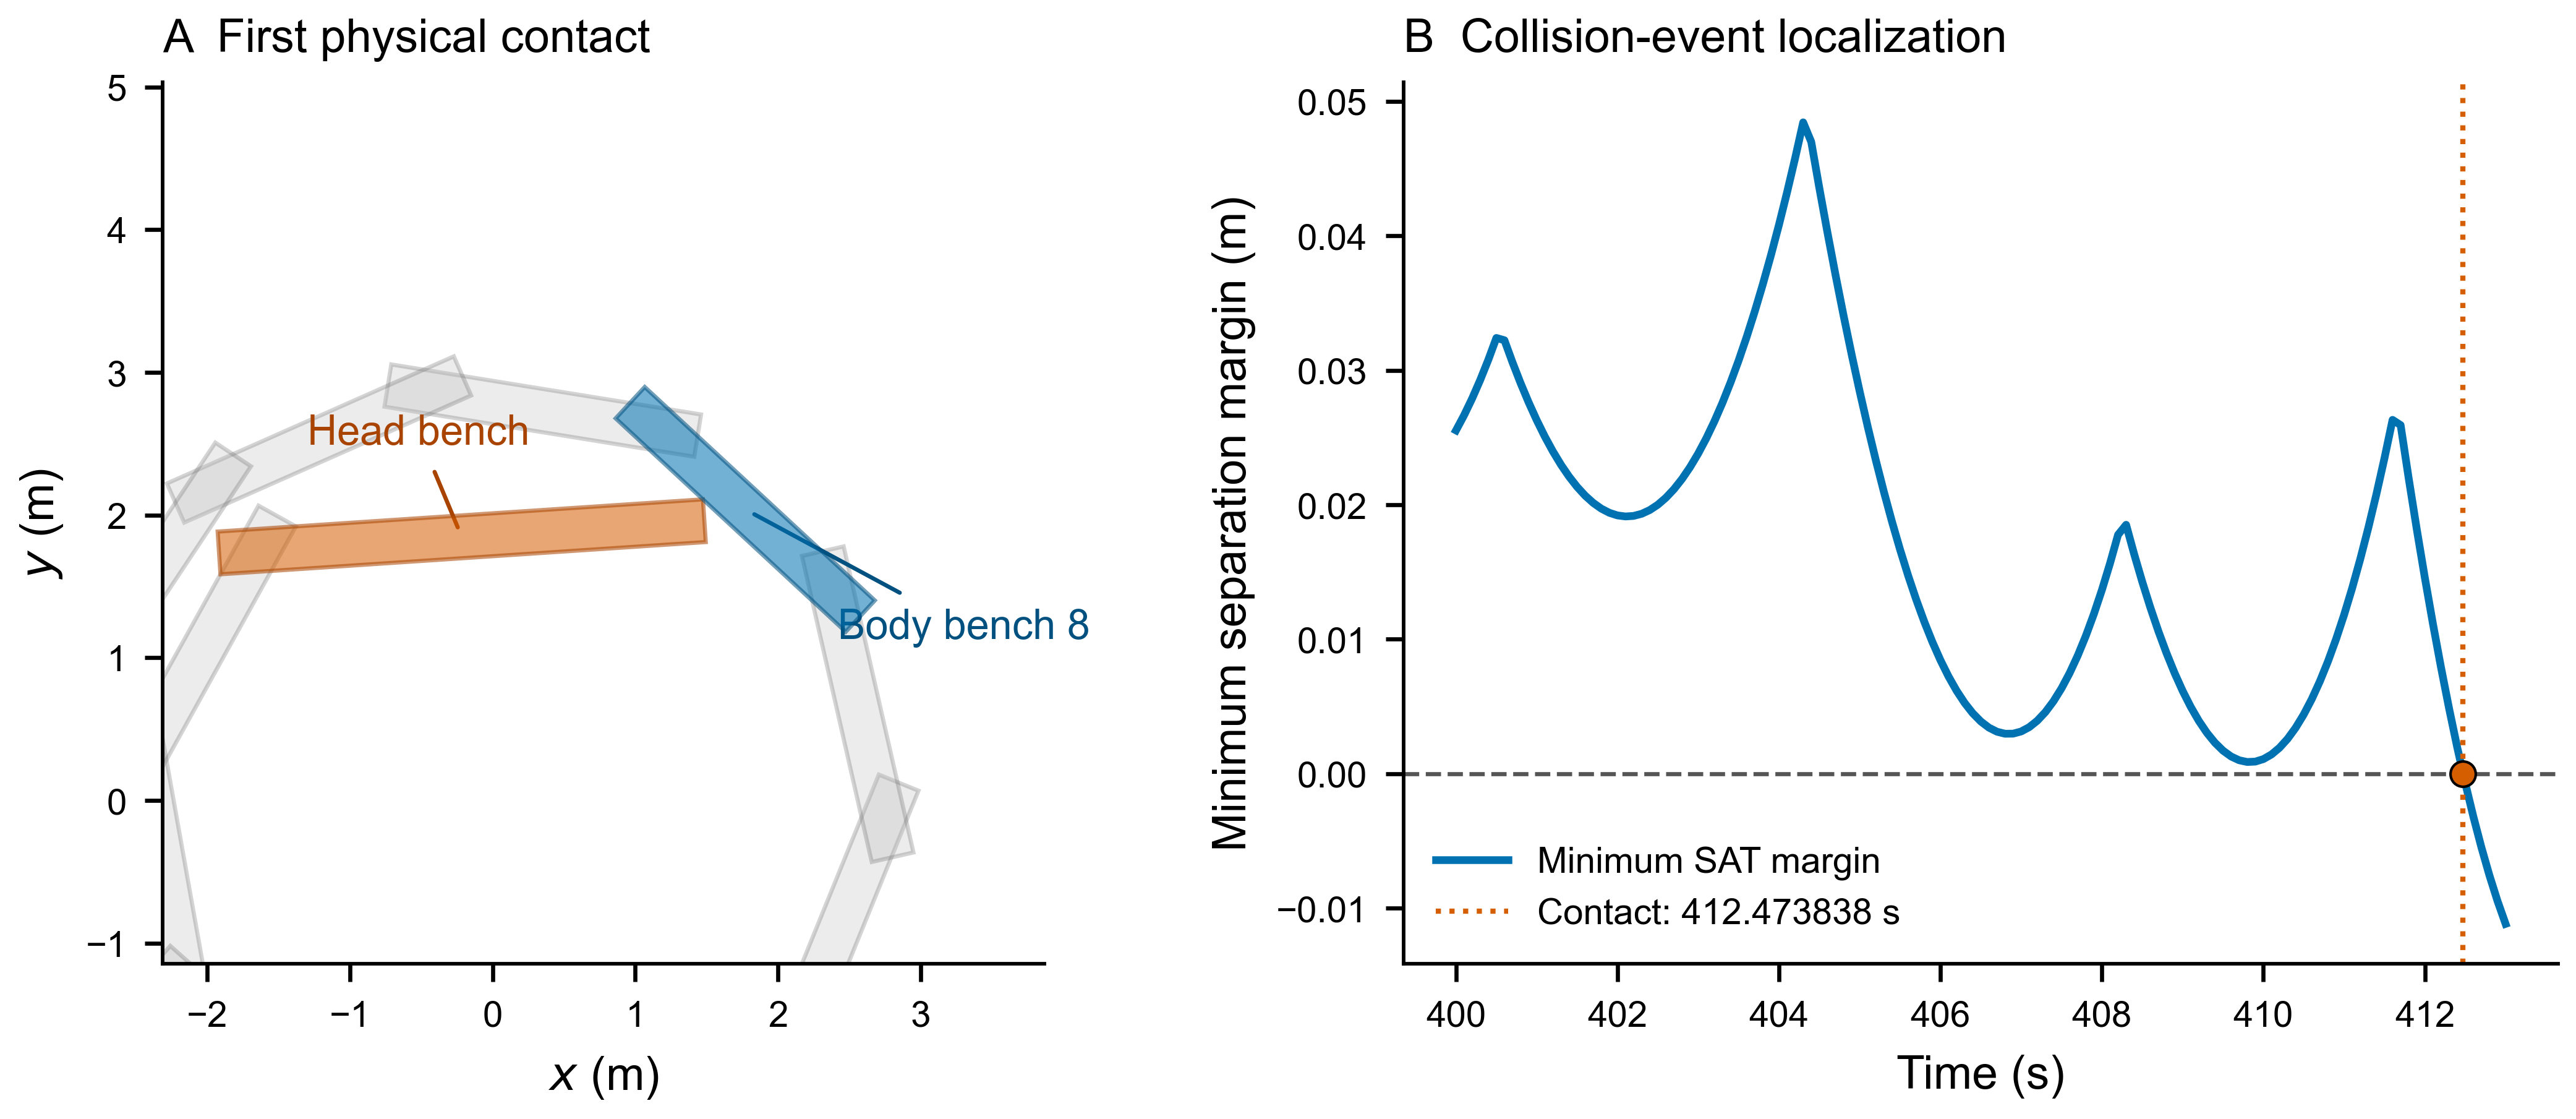 A First physical contact
5
4
3
2
1
0
−1
y (m)
Head bench
Body bench 8
−2
−1
0
1
2
3
x (m)
B Collision-event localization
0.05
0.04
0.03
0.02
0.01
0.00
−0.01
Minimum separation margin (m)
Minimum SAT margin
Contact: 412.473838 s
400
402
404
406
408
410
412
Time (s)